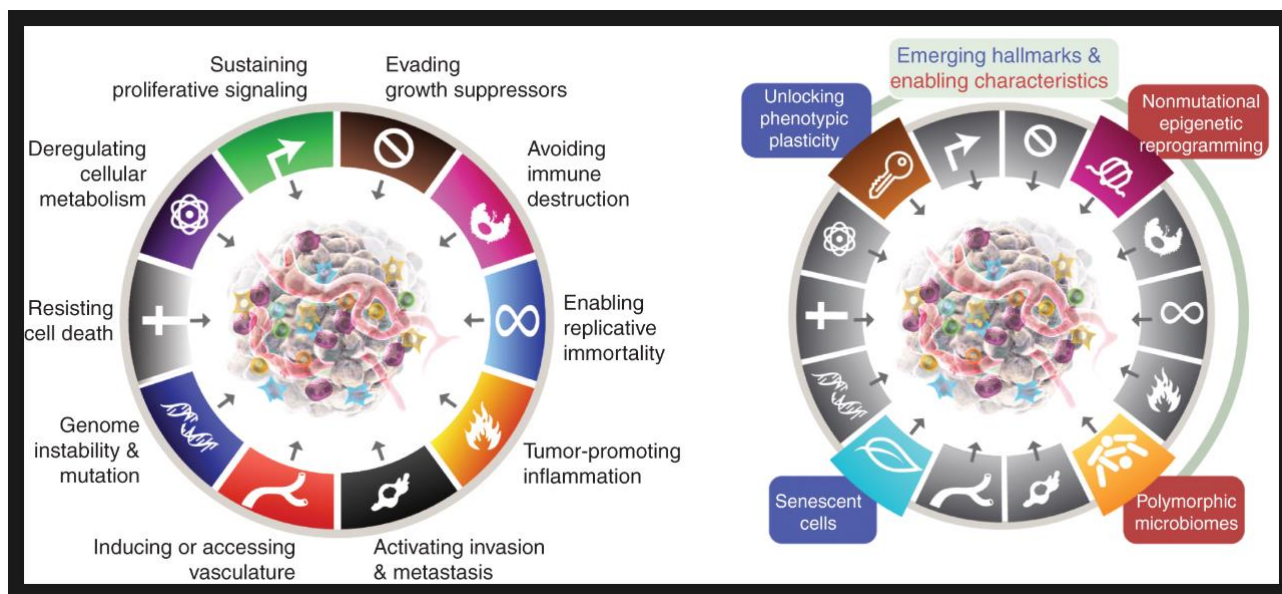 Sustaining
proliferative signaling
Evading
growth suppressors
Deregulating
cellular
metabolism
Avoiding
immune
destruction
Resisting
cell death
Enabling
replicative
immortality
Genome
instability &
mutation
Tumor-promoting
inflammation
Inducing or accessing
vasculature
Activating invasion
& metastasis
Emerging hallmarks &
enabling characteristics
Unlocking
phenotypic
plasticity
Nonmutational
epigenetic
reprogramming
Senescent
cells
Polymorphic
microbiomes